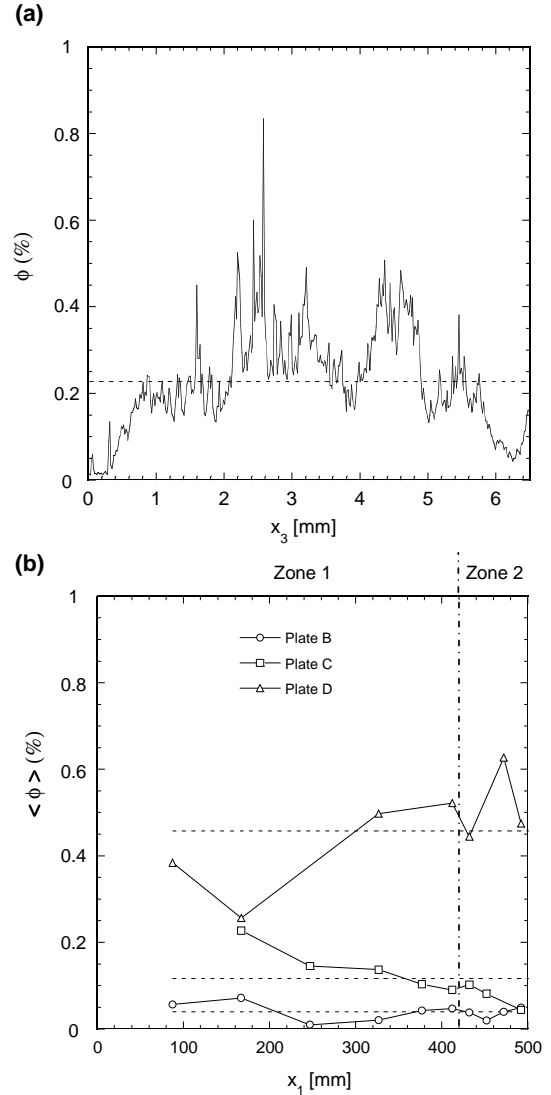 (a)
1
0.8
0.6
0.4
0.2
0
ϕ (%)
0 1 2 3 4 5 6
x3 [mm]
(b)
Zone 1 Zone 2
1
0.8
0.6
0.4
0.2
0
< ϕ > (%)
Plate B
Plate C
Plate D
0 100 200 300 400 500
x1 [mm]